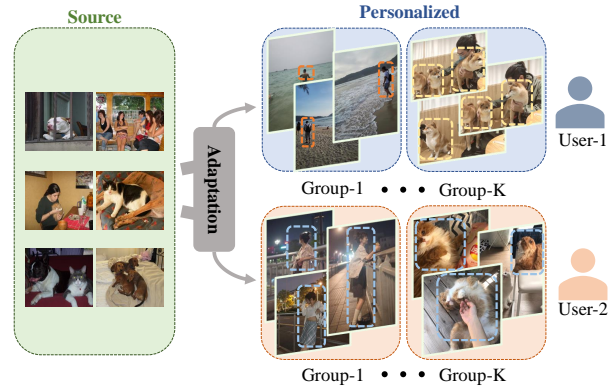 Source
Personalized
Adaptation
User-1
Group-1 • • • Group-K
User-2
Group-1 • • • Group-K